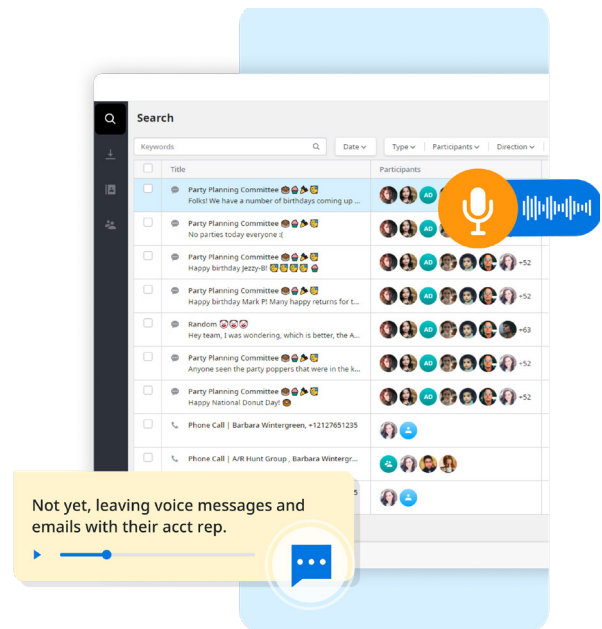 Search
Keywords
Date
Type
Participants
Direction
Title
Participants
Party Planning Committee 🍩🧁🎉🥳
Folks! We have a number of birthdays coming up ...
AD
Party Planning Committee 🍩🧁🎉🥳
No parties today everyone :(
AD
Party Planning Committee 🍩🧁🎉🥳
Happy birthday Jezzy-B! 🥳🥳🥳🥳 🧁
AD
+52
Party Planning Committee 🍩🧁🎉🥳
Happy birthday Mark P! Many happy returns for t...
AD
+52
Random 🤡🤡🤡
Hey team, I was wondering, which is better, the A...
AD
+63
Party Planning Committee 🍩🧁🎉🥳
Anyone seen the party poppers that were in the k...
AD
+52
Party Planning Committee 🍩🧁🎉🥳
Happy National Donut Day! 🍩
AD
+52
Phone Call | Barbara Wintergreen, +12127651235
Phone Call | A/R Hunt Group , Barbara Wintergr...
5
Not yet, leaving voice messages and
emails with their acct rep.